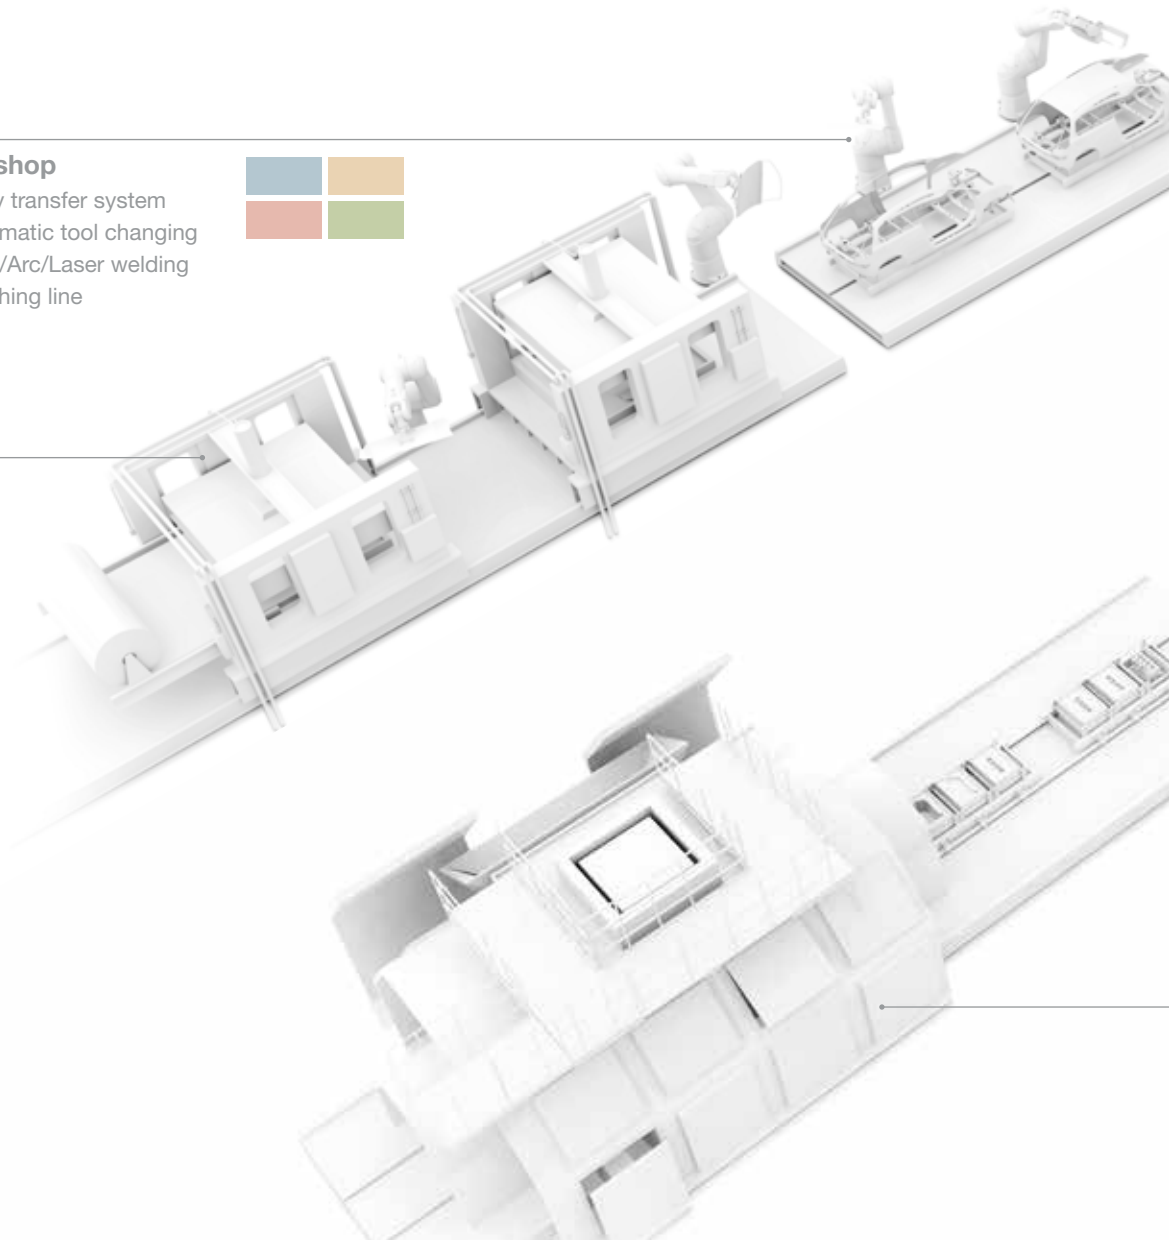 shop
y transfer system
matic tool changing
/Arc/Laser welding
hing line